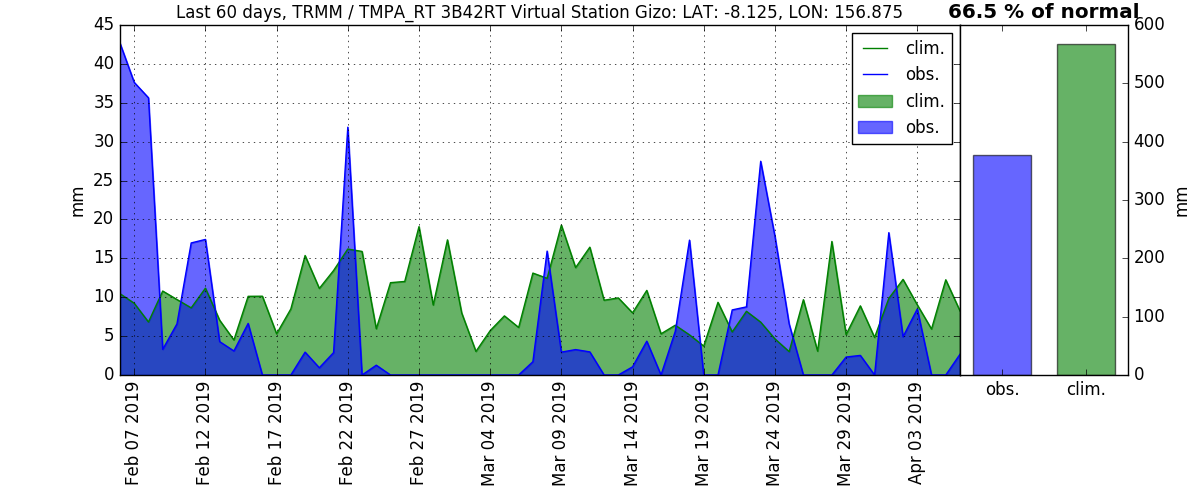 Last 60 days, TRMM / TMPA_RT 3B42RT Virtual Station Gizo: LAT: -8.125, LON: 156.875
66.5 % of normal
45
40
35
30
25
20
15
10
5
0
mm
clim.
obs.
clim.
obs.
Feb 07 2019
Feb 12 2019
Feb 17 2019
Feb 22 2019
Feb 27 2019
Mar 04 2019
Mar 09 2019
Mar 14 2019
Mar 19 2019
Mar 24 2019
Mar 29 2019
Apr 03 2019
600
500
400
300
200
100
0
mm
obs.
clim.